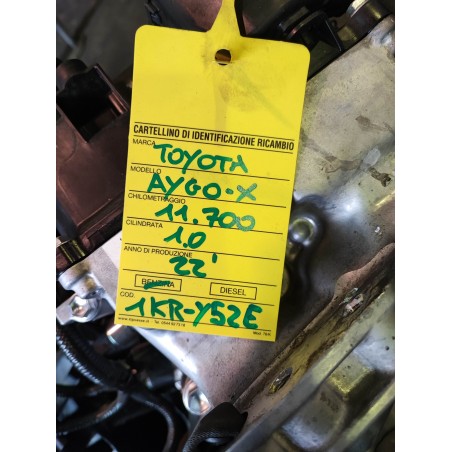 CARTELLINO DI IDENTIFICAZIONE RICAMBIO
MARCA TOYOTA
MODELLO AYGO-X
CHILOMETRAGGIO 11.700
CILINDRATA 1.0
ANNO DI PRODUZIONE 22'
BENZINA DIESEL
COD. 1KR-Y52E